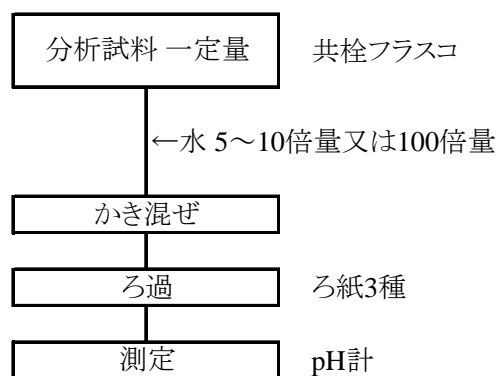 分析試料 一定量 共栓フラスコ
←水 5～10倍量又は100倍量
かき混ぜ
ろ過 ろ紙3種
測定 pH計